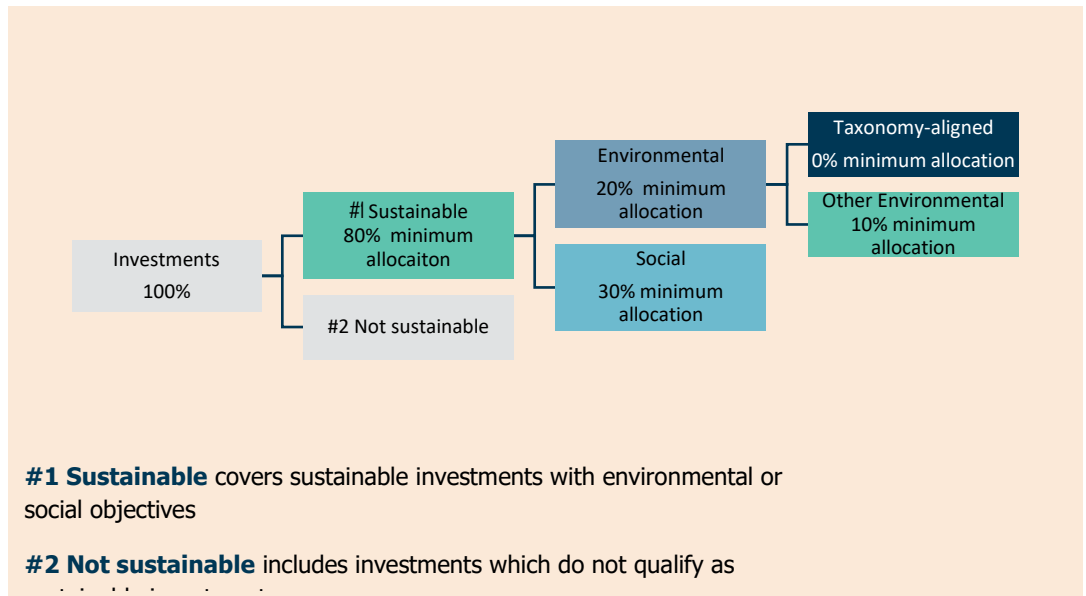 Taxonomy-aligned
0% minimum allocation
Environmental
20% minimum
allocation
Other Environmental
10% minimum
allocation
#l Sustainable
80% minimum
allocaiton
Social
30% minimum
allocation
Investments
100%
#2 Not sustainable
#1 Sustainable covers sustainable investments with environmental or
social objectives
#2 Not sustainable includes investments which do not qualify as